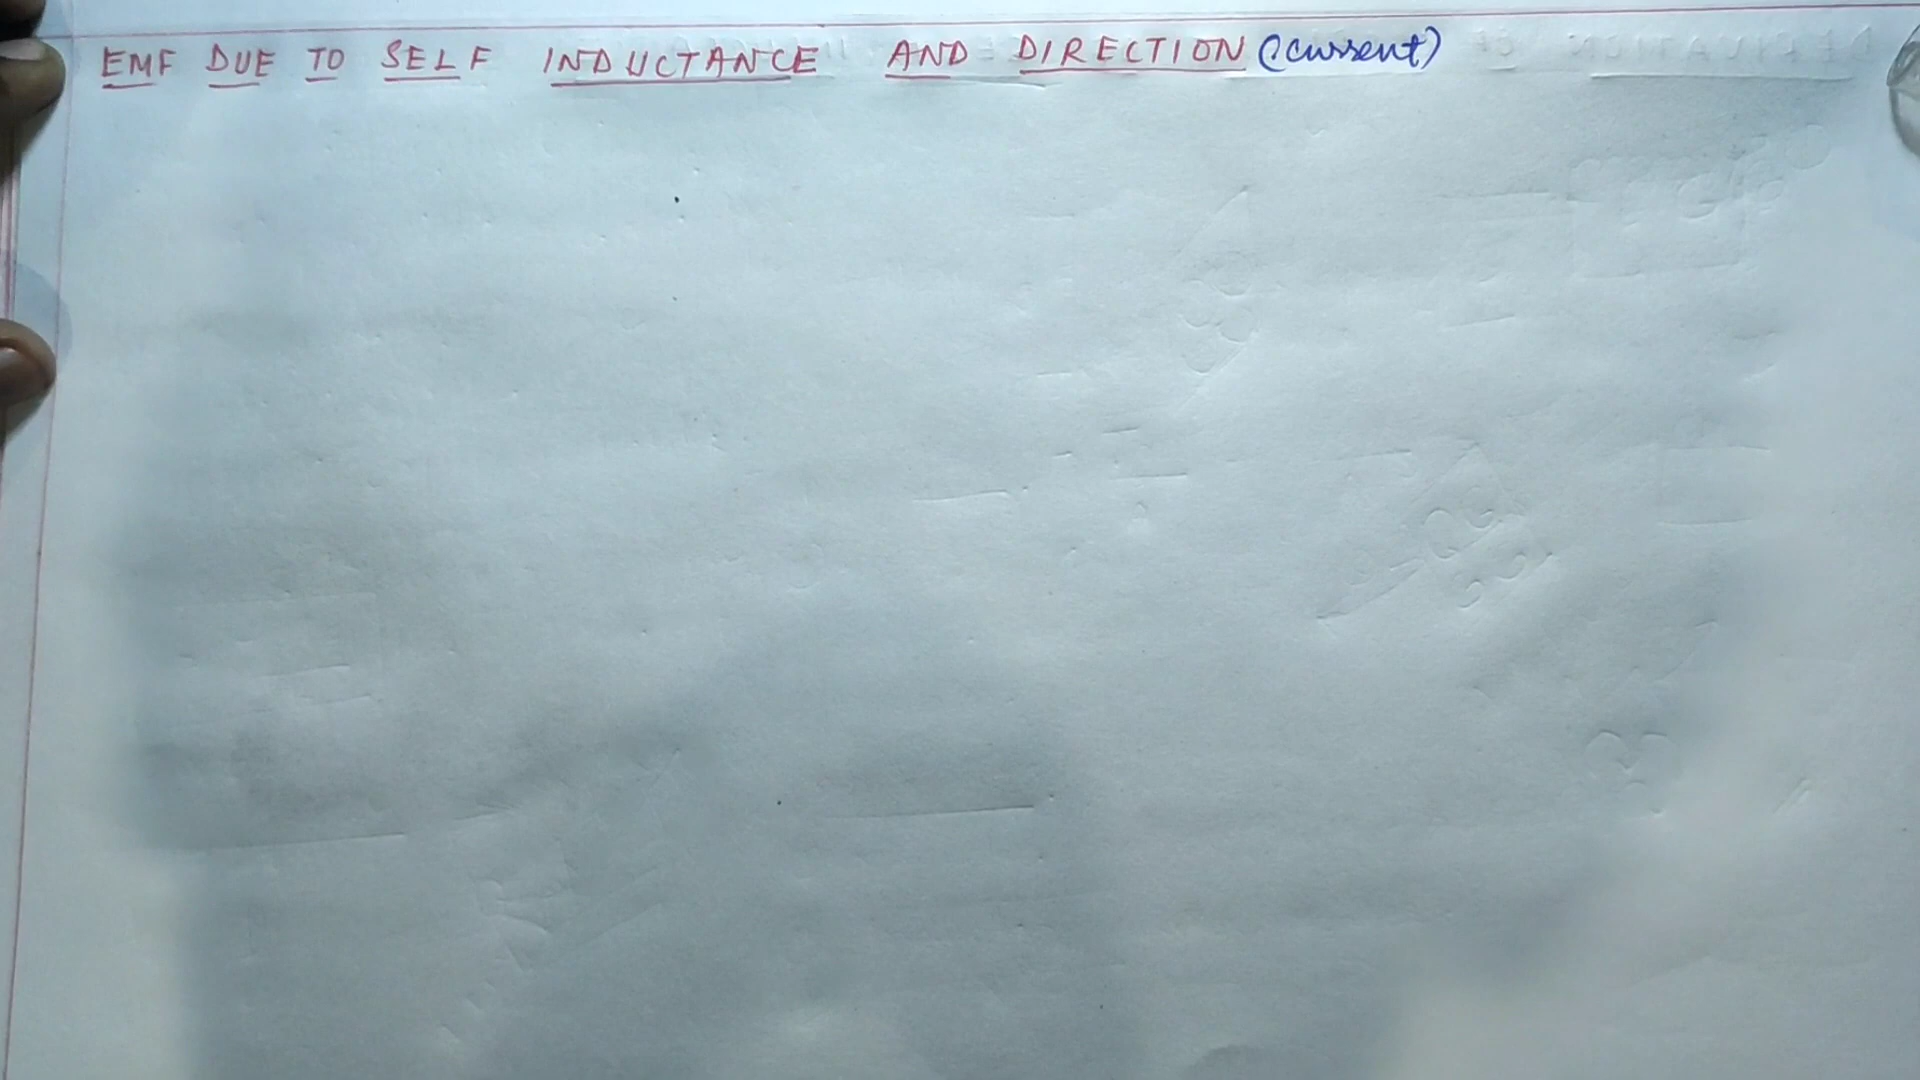 EMF DUE TO SELF INDUCTANCE AND DIRECTION (current)